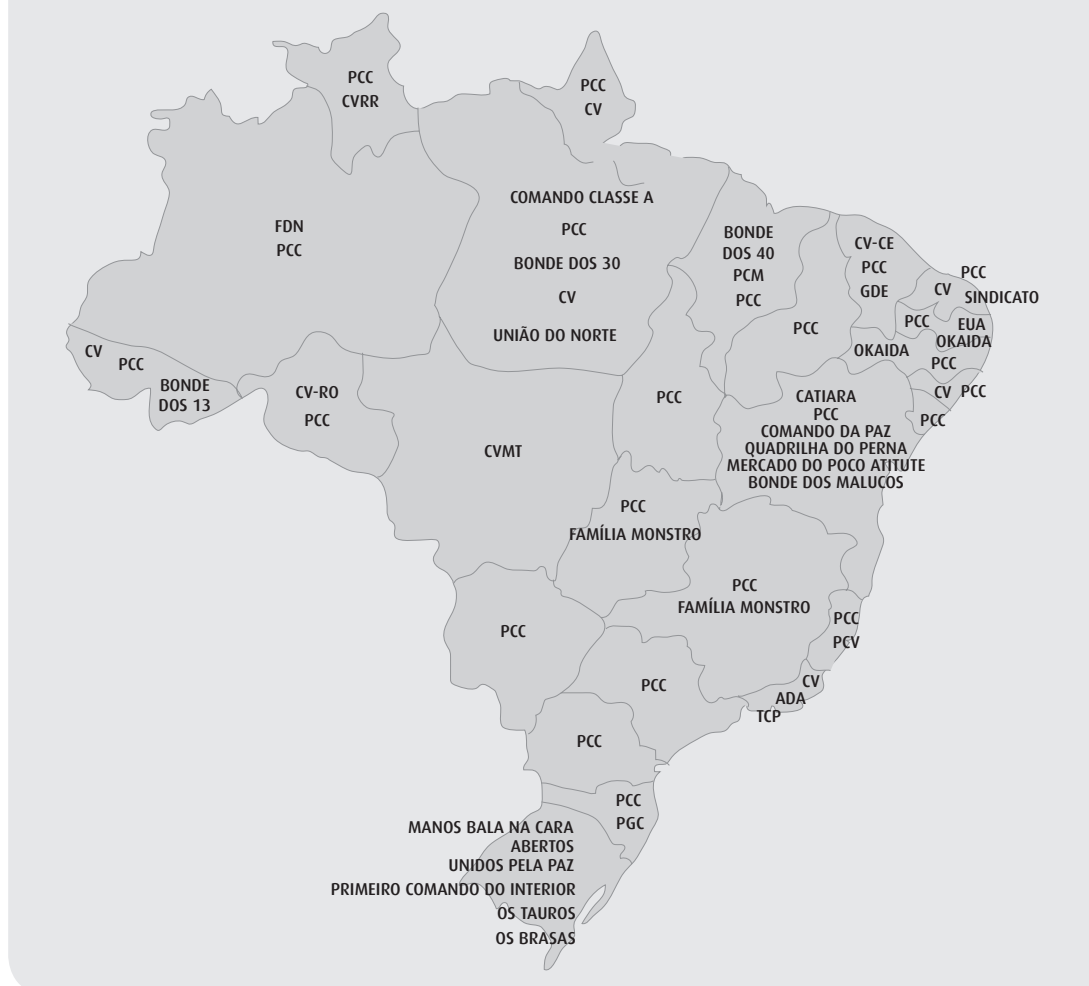 PCC
CVRR
PCC
CV
FDN
PCC
COMANDO CLASSE A
PCC
BONDE DOS 30
CV
UNIÃO DO NORTE
BONDE
DOS 40
PCM
PCC
PCC
CV-CE
PCC
GDE
PCC
CV
SINDICATO
PCC
EUA
OKAIDA
OKAIDA
PCC
CV
PCC
PCC
CV
PCC
BONDE
DOS 13
CV-RO
PCC
CVMT
PCC
CATIARA
PCC
COMANDO DA PAZ
QUADRILHA DO PERNA
MERCADO DO POCO ATITUTE
BONDE DOS MALUCOS
PCC
FAMÍLIA MONSTRO
PCC
FAMÍLIA MONSTRO
PCC
PCV
CV
ADA
TCP
PCC
PCC
PCC
PCC
PGC
MANOS BALA NA CARA
ABERTOS
UNIDOS PELA PAZ
PRIMEIRO COMANDO DO INTERIOR
OS TAUROS
OS BRASAS